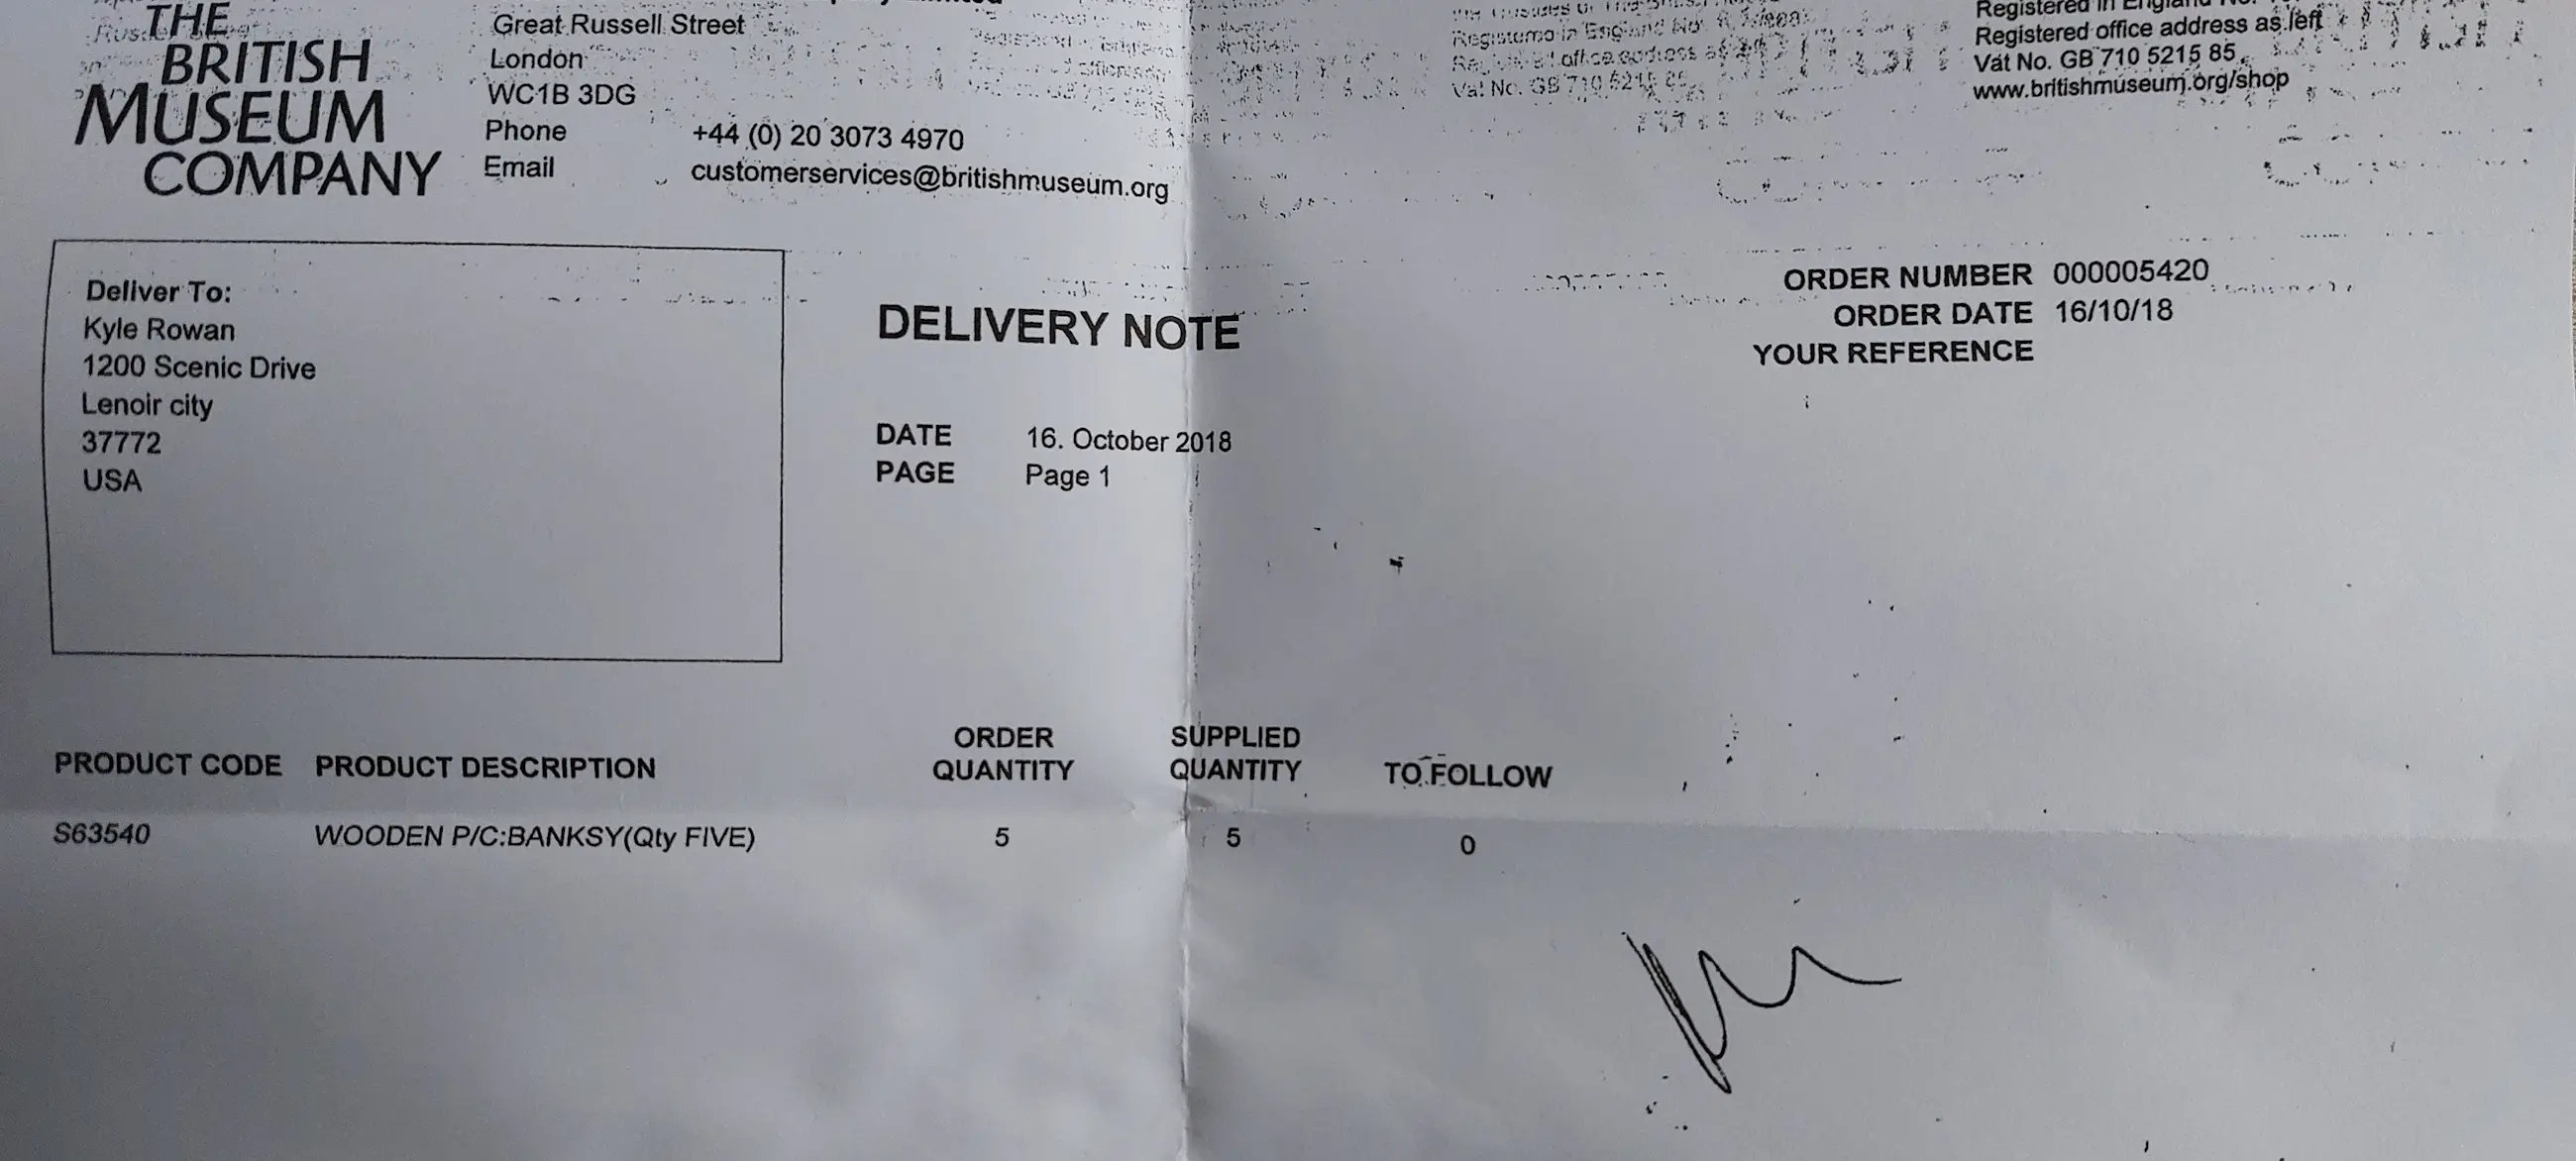 THE
BRITISH
MUSEUM
COMPANY
Great Russell Street
London
WC1B 3DG
Phone +44 (0) 20 3073 4970
Email customerservices@britishmuseum.org
Registered in England No.
Registered office address as left
Vat No. GB 710 5215 85
www.britishmuseum.org/shop
Deliver To:
Kyle Rowan
1200 Scenic Drive
Lenoir city
37772
USA
DELIVERY NOTE
DATE 16. October 2018
PAGE Page 1
ORDER NUMBER 000005420
ORDER DATE 16/10/18
YOUR REFERENCE
PRODUCT CODE PRODUCT DESCRIPTION ORDER QUANTITY SUPPLIED QUANTITY TO FOLLOW
S63540 WOODEN P/C:BANKSY(Qty FIVE) 5 5 0